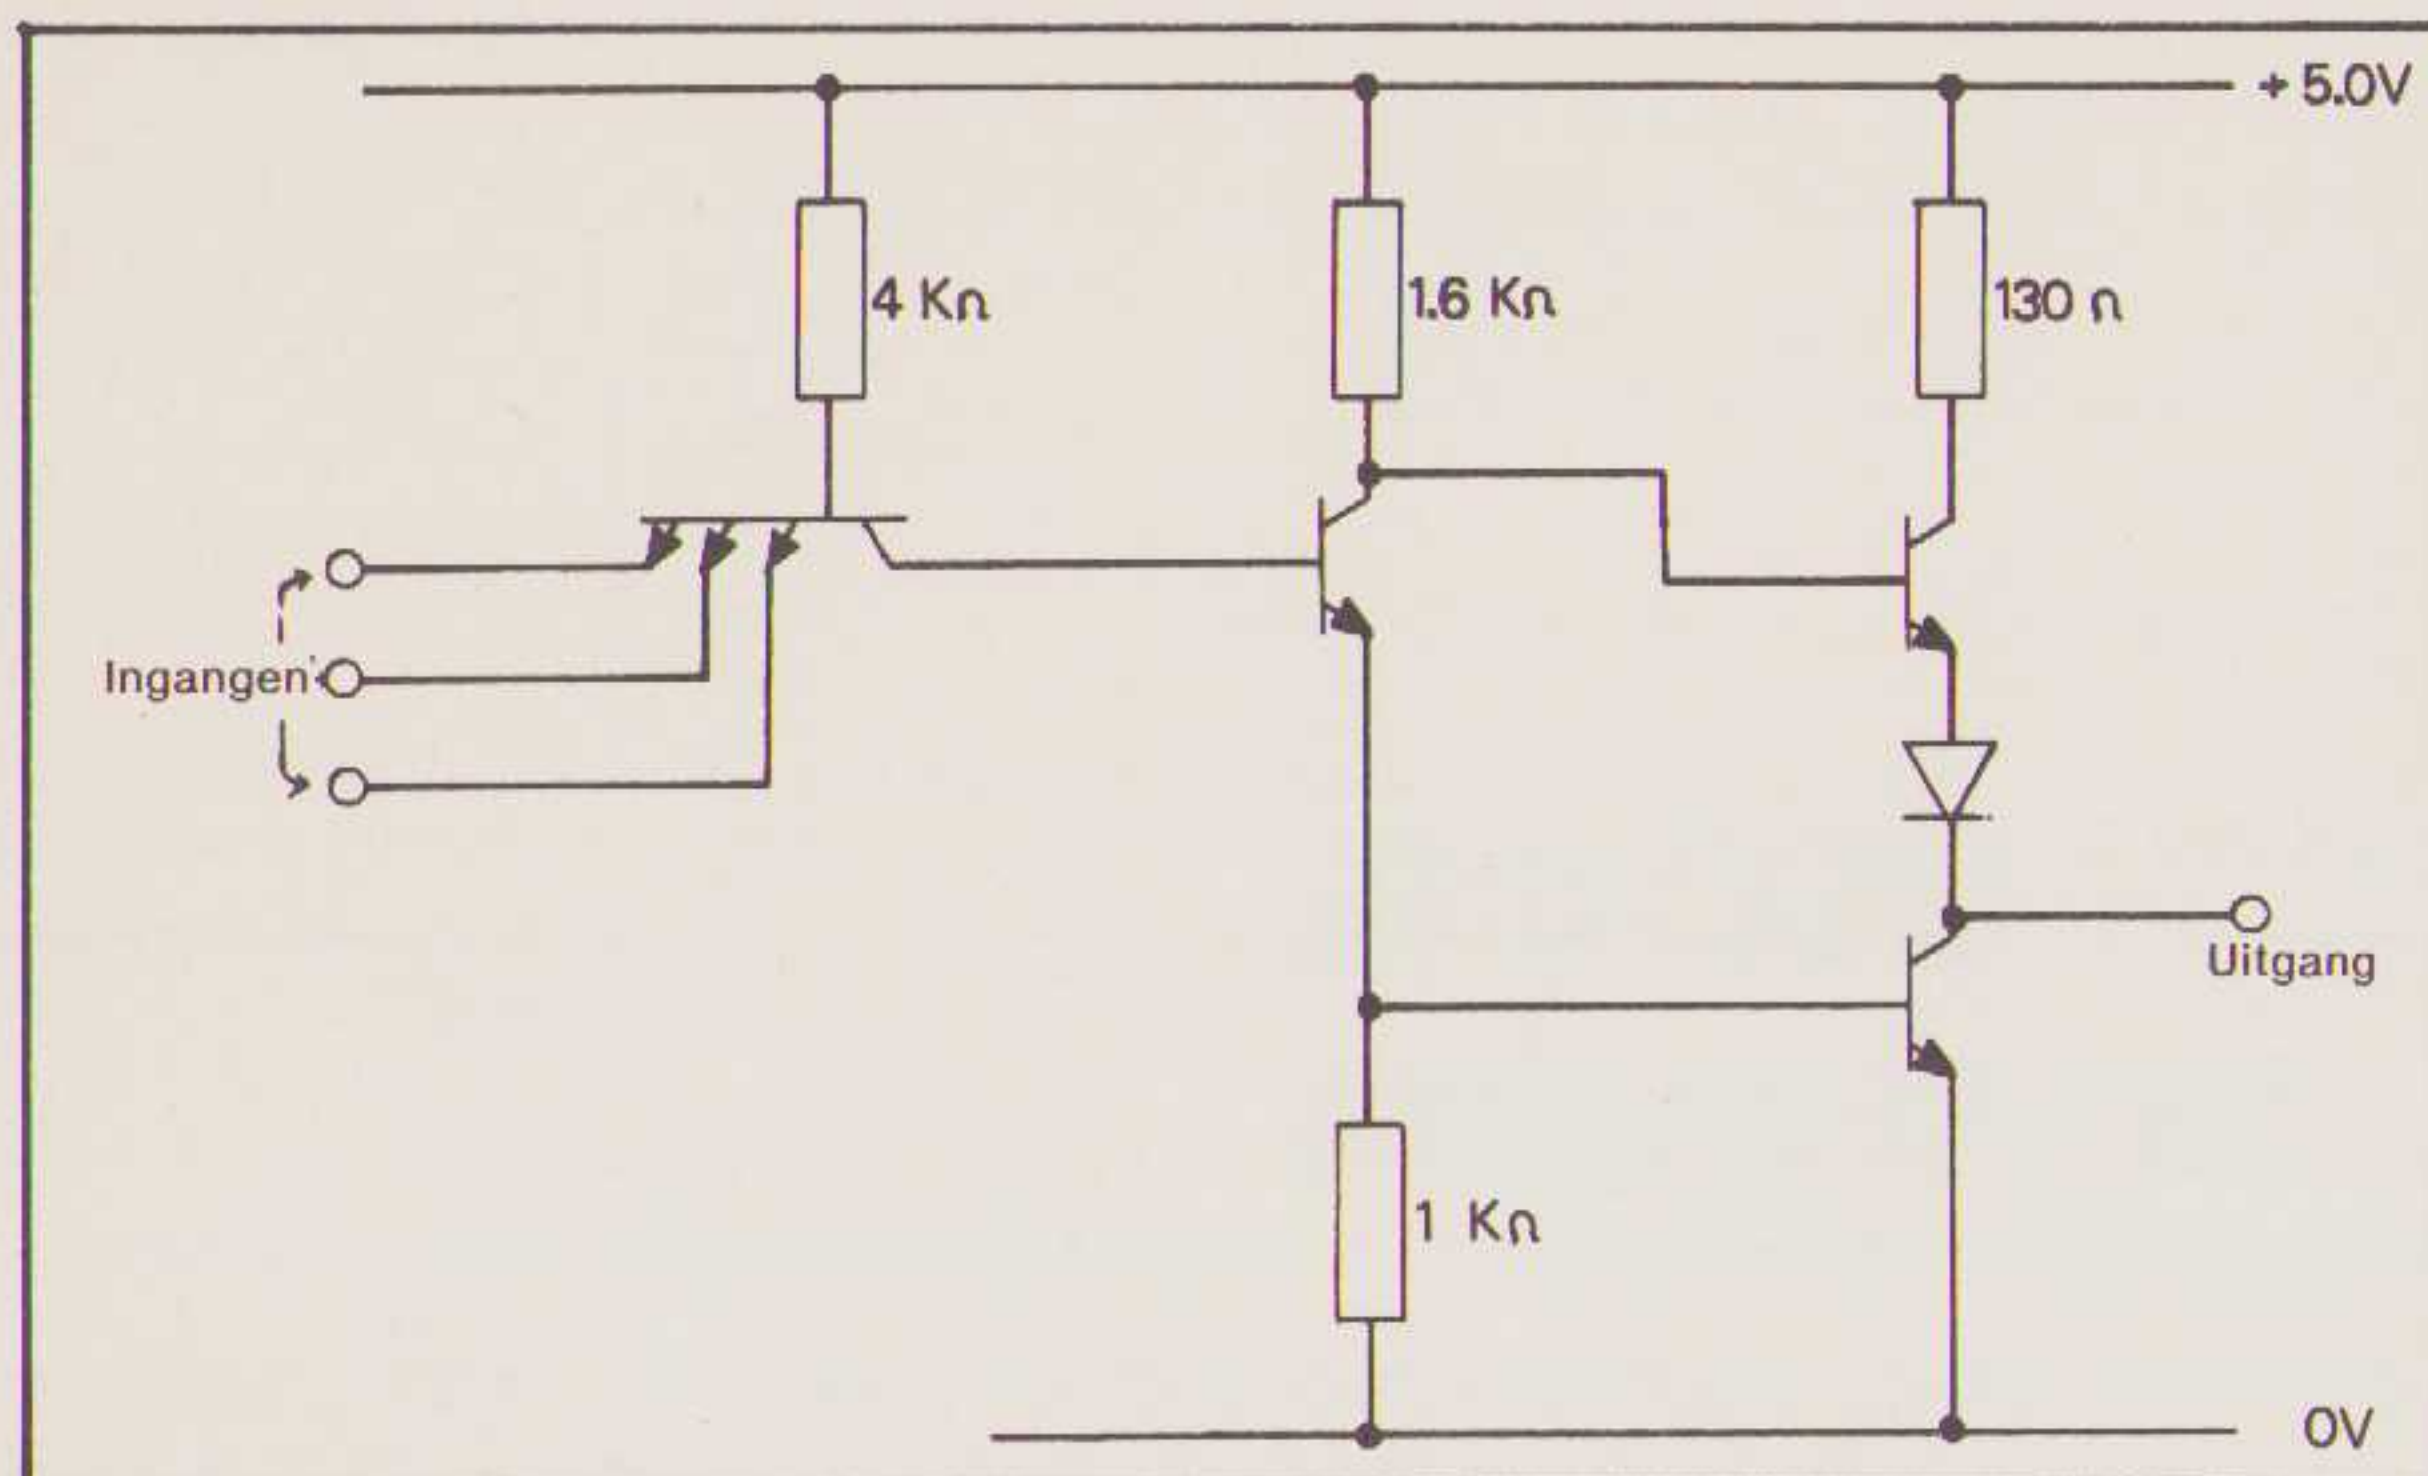 + 5.0V
4 KΩ
1.6 KΩ
130 Ω
Ingangen
Uitgang
1 KΩ
0V